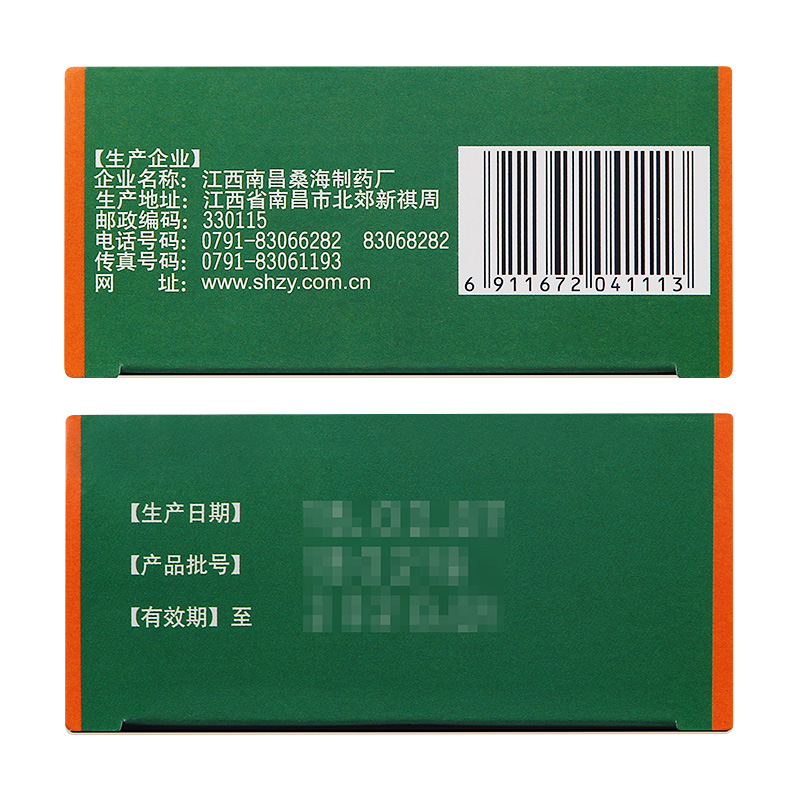 【生产企业】
企业名称：江西南昌桑海制药厂
生产地址：江西省南昌市北郊新祺周
邮政编码：330115
电话号码：0791-83066282 83068282
传真号码：0791-83061193
网 址：www.shzy.com.cn
6 911672 041113
【生产日期】
【产品批号】
【有效期】至